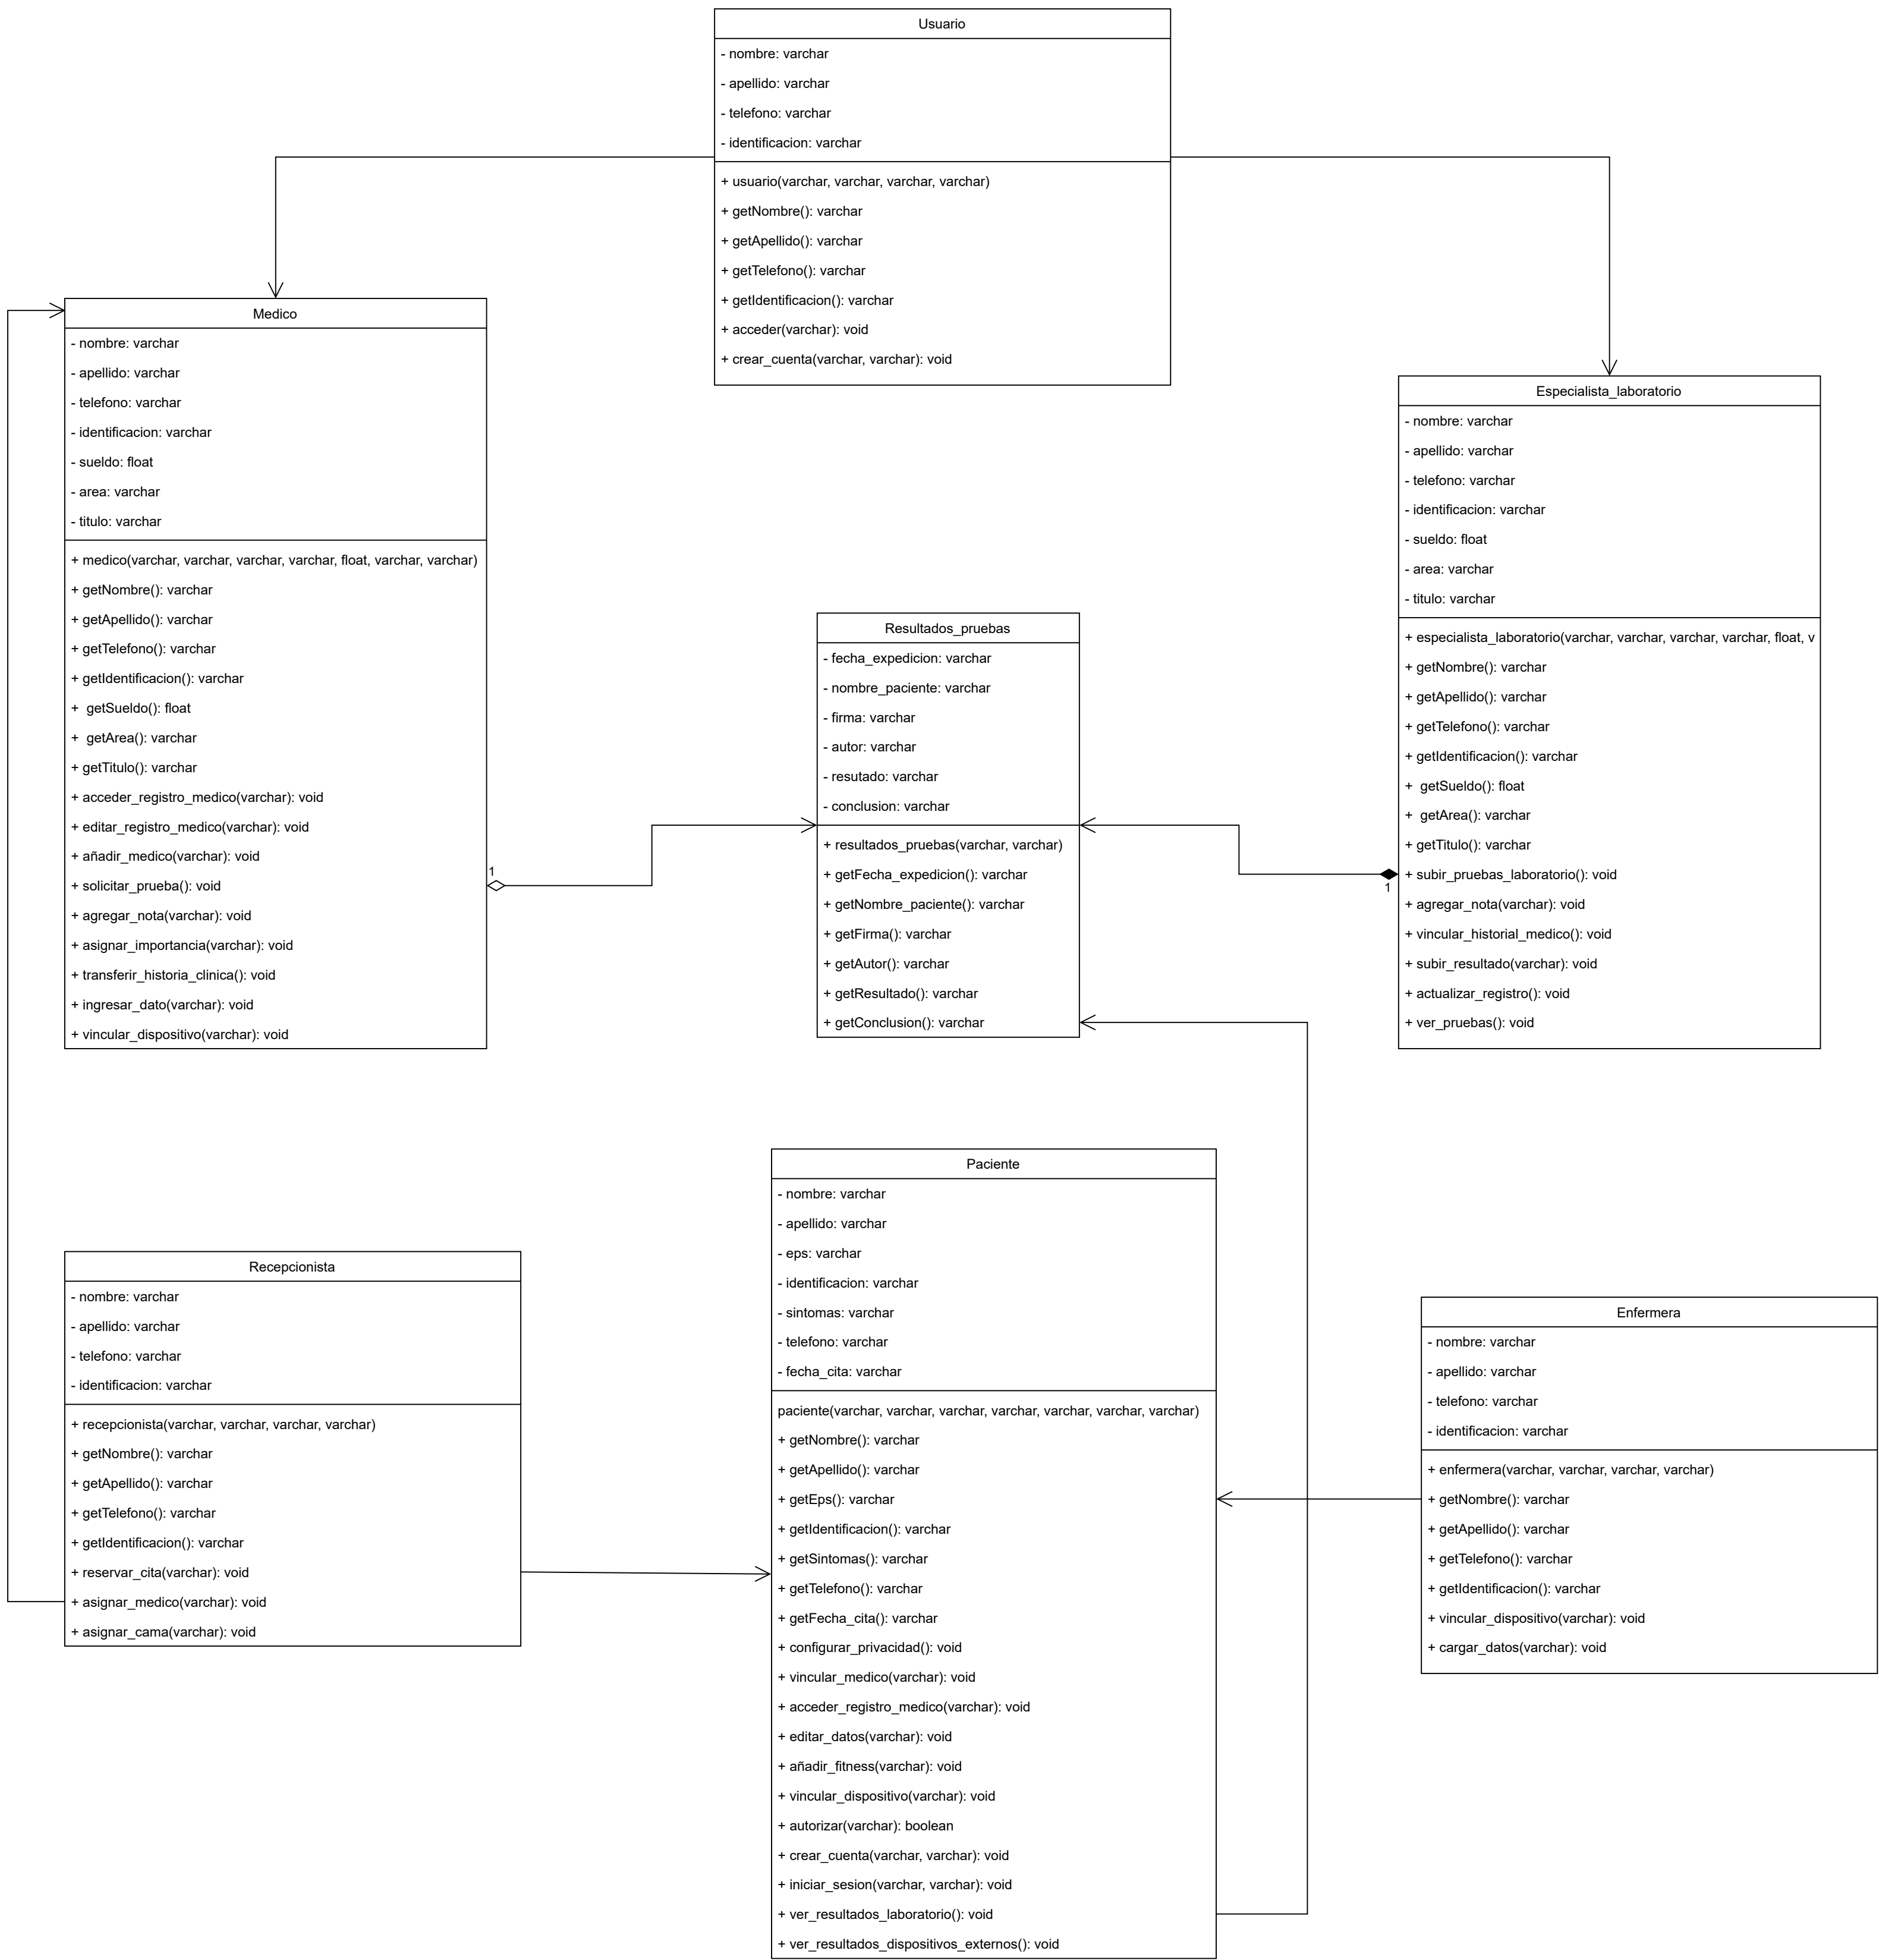 Usuario
- nombre: varchar
- apellido: varchar
- telefono: varchar
- identificacion: varchar
+ usuario(varchar, varchar, varchar, varchar)
+ getNombre(): varchar
+ getApellido(): varchar
+ getTelefono(): varchar
+ getIdentificacion(): varchar
+ acceder(varchar): void
+ crear_cuenta(varchar, varchar): void
Medico
- nombre: varchar
- apellido: varchar
- telefono: varchar
- identificacion: varchar
- sueldo: float
- area: varchar
- titulo: varchar
+ medico(varchar, varchar, varchar, varchar, float, varchar, varchar)
+ getNombre(): varchar
+ getApellido(): varchar
+ getTelefono(): varchar
+ getIdentificacion(): varchar
+  getSueldo(): float
+  getArea(): varchar
+ getTitulo(): varchar
+ acceder_registro_medico(varchar): void
+ editar_registro_medico(varchar): void
+ añadir_medico(varchar): void
+ solicitar_prueba(): void
+ agregar_nota(varchar): void
+ asignar_importancia(varchar): void
+ transferir_historia_clinica(): void
+ ingresar_dato(varchar): void
+ vincular_dispositivo(varchar): void
1
Resultados_pruebas
- fecha_expedicion: varchar
- nombre_paciente: varchar
- firma: varchar
- autor: varchar
- resutado: varchar
- conclusion: varchar
+ resultados_pruebas(varchar, varchar)
+ getFecha_expedicion(): varchar
+ getNombre_paciente(): varchar
+ getFirma(): varchar
+ getAutor(): varchar
+ getResultado(): varchar
+ getConclusion(): varchar
Especialista_laboratorio
- nombre: varchar
- apellido: varchar
- telefono: varchar
- identificacion: varchar
- sueldo: float
- area: varchar
- titulo: varchar
+ especialista_laboratorio(varchar, varchar, varchar, varchar, float, v
+ getNombre(): varchar
+ getApellido(): varchar
+ getTelefono(): varchar
+ getIdentificacion(): varchar
+  getSueldo(): float
+  getArea(): varchar
+ getTitulo(): varchar
+ subir_pruebas_laboratorio(): void
+ agregar_nota(varchar): void
+ vincular_historial_medico(): void
+ subir_resultado(varchar): void
+ actualizar_registro(): void
+ ver_pruebas(): void
1
Recepcionista
- nombre: varchar
- apellido: varchar
- telefono: varchar
- identificacion: varchar
+ recepcionista(varchar, varchar, varchar, varchar)
+ getNombre(): varchar
+ getApellido(): varchar
+ getTelefono(): varchar
+ getIdentificacion(): varchar
+ reservar_cita(varchar): void
+ asignar_medico(varchar): void
+ asignar_cama(varchar): void
Paciente
- nombre: varchar
- apellido: varchar
- eps: varchar
- identificacion: varchar
- sintomas: varchar
- telefono: varchar
- fecha_cita: varchar
paciente(varchar, varchar, varchar, varchar, varchar, varchar, varchar)
+ getNombre(): varchar
+ getApellido(): varchar
+ getEps(): varchar
+ getIdentificacion(): varchar
+ getSintomas(): varchar
+ getTelefono(): varchar
+ getFecha_cita(): varchar
+ configurar_privacidad(): void
+ vincular_medico(varchar): void
+ acceder_registro_medico(varchar): void
+ editar_datos(varchar): void
+ añadir_fitness(varchar): void
+ vincular_dispositivo(varchar): void
+ autorizar(varchar): boolean
+ crear_cuenta(varchar, varchar): void
+ iniciar_sesion(varchar, varchar): void
+ ver_resultados_laboratorio(): void
+ ver_resultados_dispositivos_externos(): void
Enfermera
- nombre: varchar
- apellido: varchar
- telefono: varchar
- identificacion: varchar
+ enfermera(varchar, varchar, varchar, varchar)
+ getNombre(): varchar
+ getApellido(): varchar
+ getTelefono(): varchar
+ getIdentificacion(): varchar
+ vincular_dispositivo(varchar): void
+ cargar_datos(varchar): void